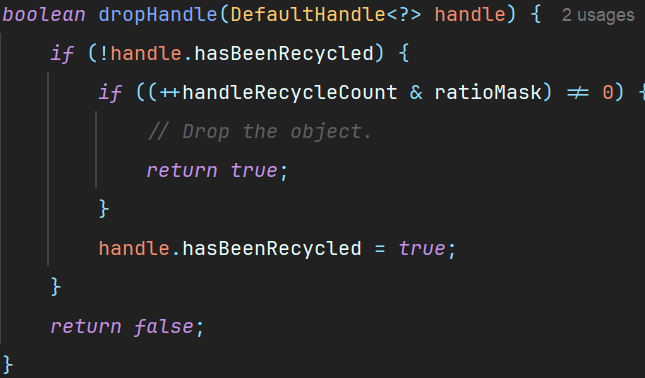 boolean dropHandle(DefaultHandle<?> handle) { 2 usages
if (!handle.hasBeenRecycled) {
if ((++handleRecycleCount & ratioMask) != 0) {
// Drop the object.
return true;
}
handle.hasBeenRecycled = true;
}
return false;
}